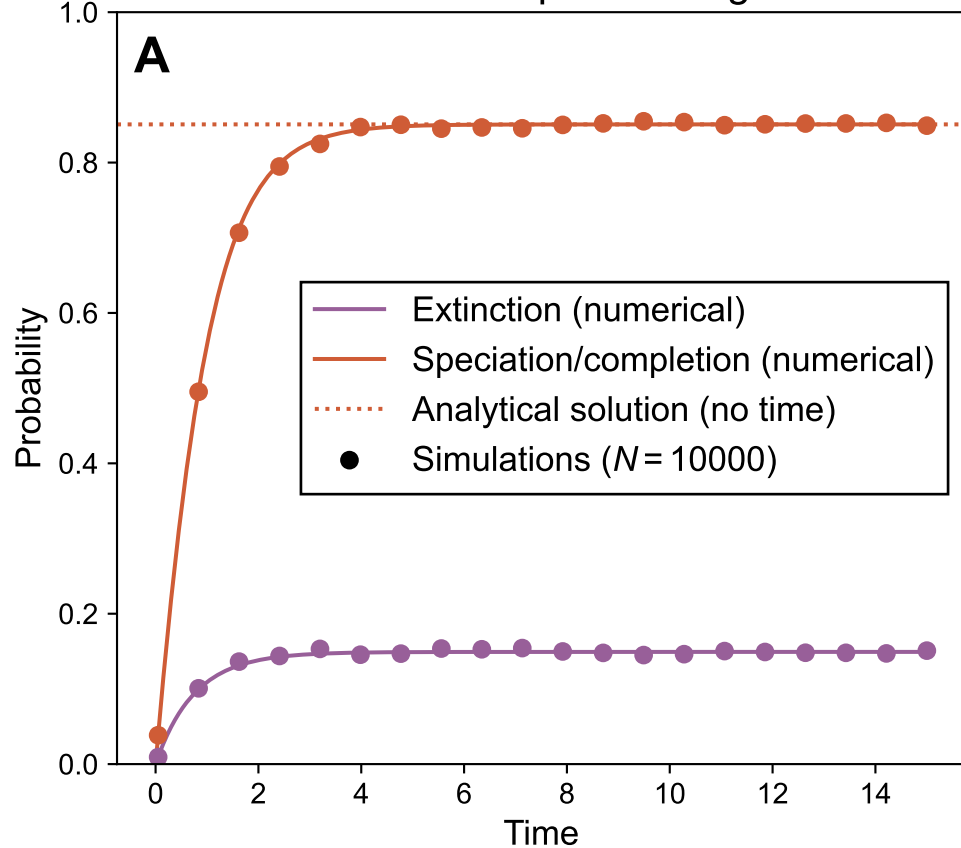 A
1.0
0.8
0.6
0.4
0.2
0.0
Probability
Extinction (numerical)
Speciation/completion (numerical)
Analytical solution (no time)
Simulations (N = 10000)
0 2 4 6 8 10 12 14
Time